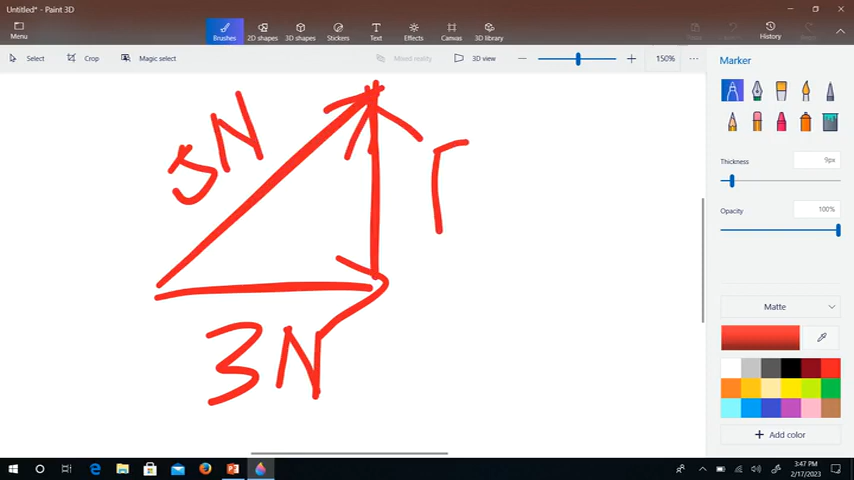 Untitled* - Paint 3D
Menu
Brushes
2D shapes
3D shapes
Stickers
Text
Effects
Canvas
3D library
History
Select
Crop
Magic select
Mixed reality
3D view
150%
Marker
Thickness
9px
Opacity
100%
Matte
Add color
5N
3N
3:47 PM
2/17/2023